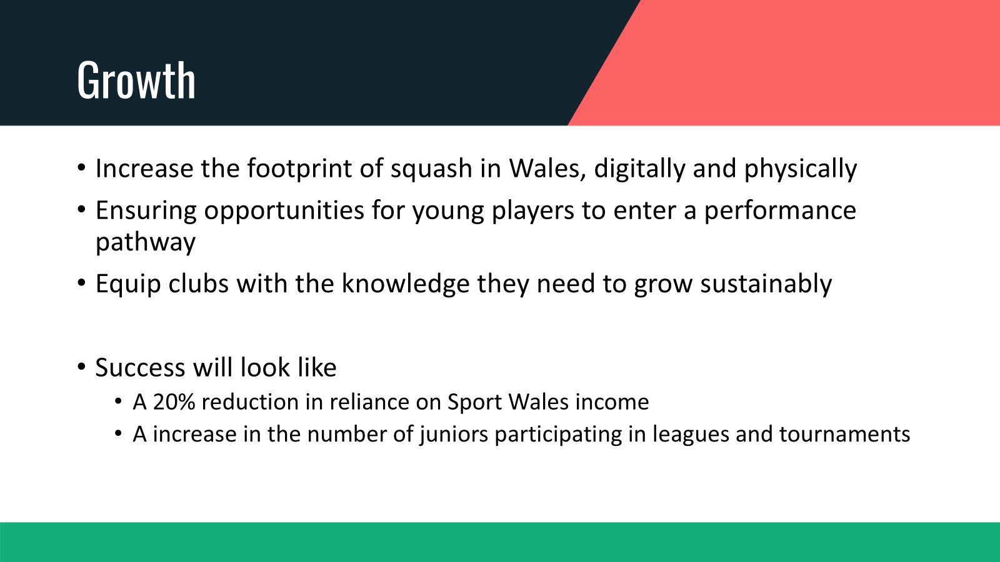 Growth
• Increase the footprint of squash in Wales, digitally and physically
• Ensuring opportunities for young players to enter a performance
pathway
• Equip clubs with the knowledge they need to grow sustainably
• Success will look like
• A 20% reduction in reliance on Sport Wales income
• A increase in the number of juniors participating in leagues and tournaments